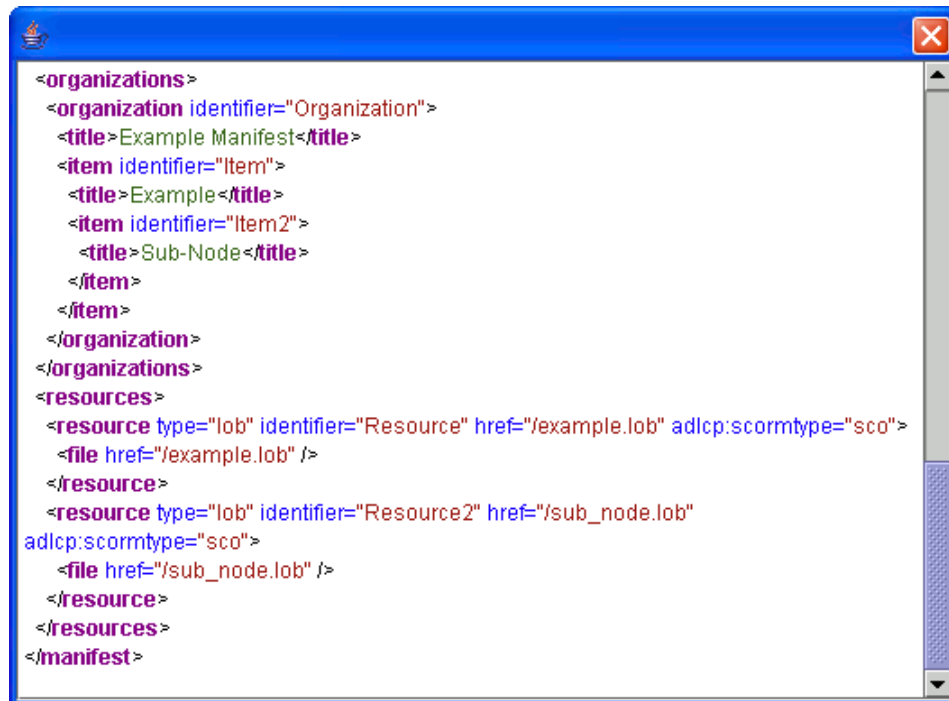 <organizations>
<organization identifier="Organization">
<title>Example Manifest</title>
<item identifier="Item">
<title>Example</title>
<item identifier="Item2">
<title>Sub-Node</title>
</item>
</item>
</organization>
</organizations>
<resources>
<resource type="lob" identifier="Resource" href="/example.lob" adlcp:scormtype="sco">
<file href="/example.lob" />
</resource>
<resource type="lob" identifier="Resource2" href="/sub_node.lob"
adlcp:scormtype="sco">
<file href="/sub_node.lob" />
</resource>
</resources>
</manifest>